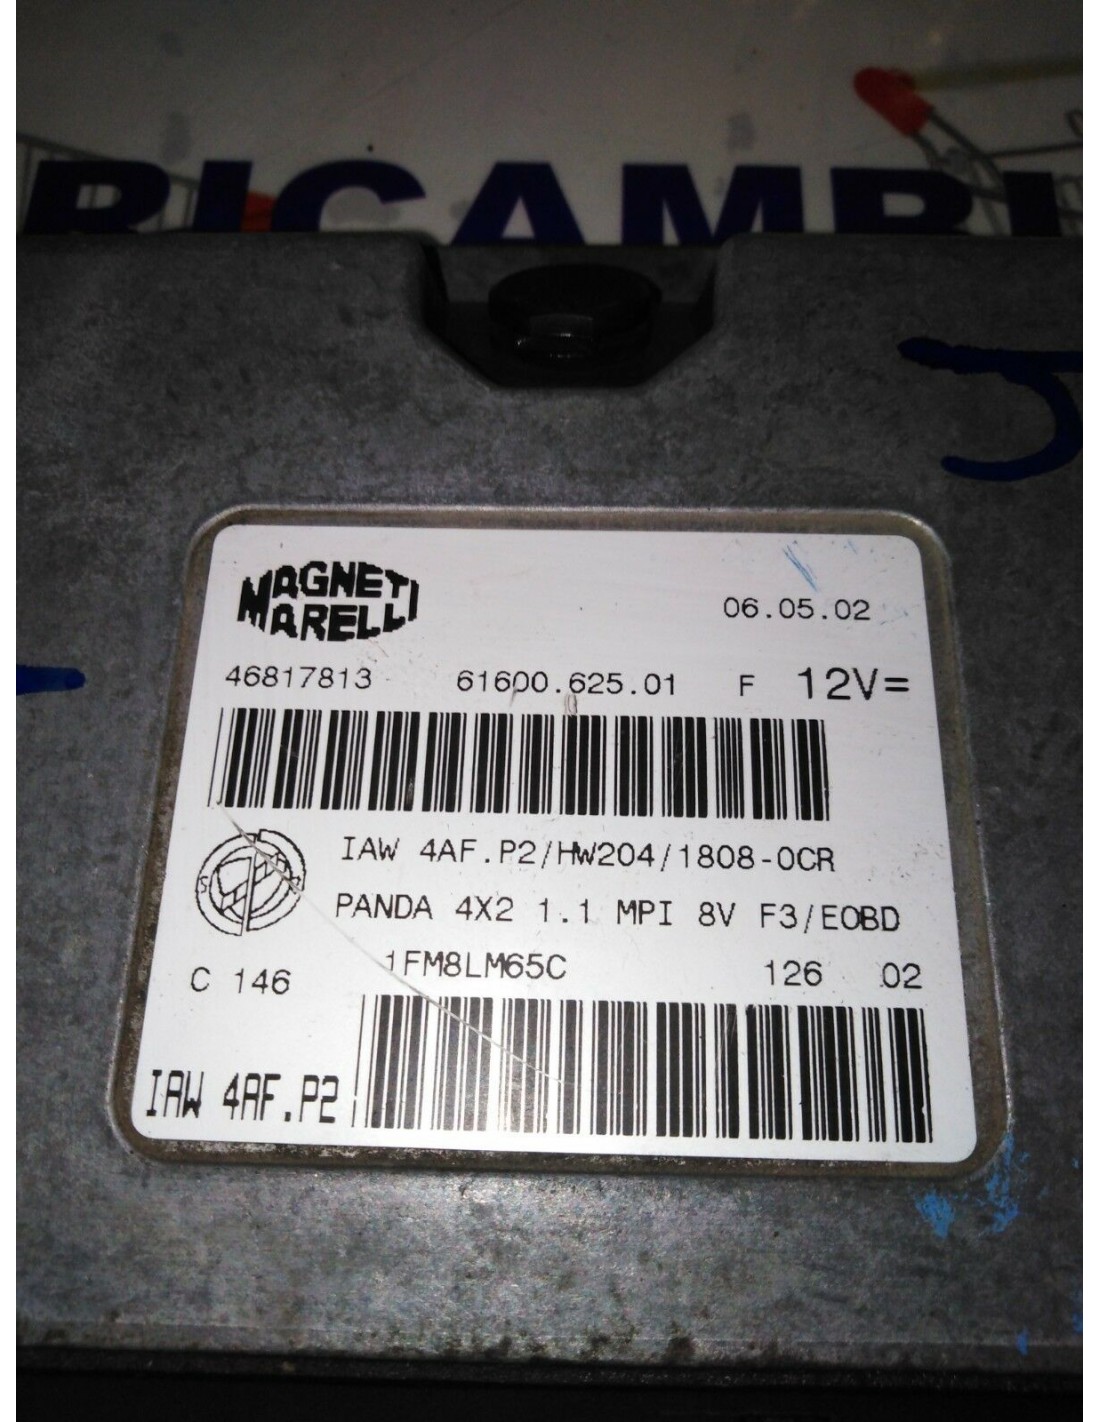 RICAMBI
MAGNETI
MARELLI
06.05.02
46817813 61600.625.01 F 12V=
IAW 4AF.P2/HW204/1808-0CR
PANDA 4X2 1.1 MPI 8V F3/EOBD
1FM8LM65C 126 02
C 146
IAW 4AF.P2